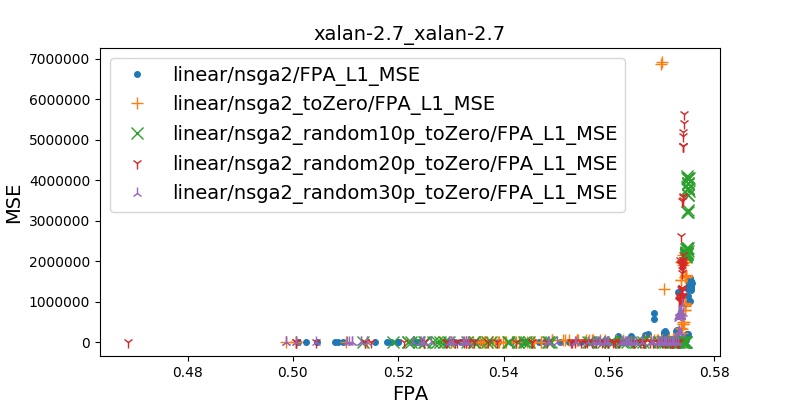 xalan-2.7_xalan-2.7
7000000
6000000
5000000
4000000
3000000
2000000
1000000
0
MSE
linear/nsga2/FPA_L1_MSE
linear/nsga2_toZero/FPA_L1_MSE
linear/nsga2_random10p_toZero/FPA_L1_MSE
linear/nsga2_random20p_toZero/FPA_L1_MSE
linear/nsga2_random30p_toZero/FPA_L1_MSE
0.48 0.50 0.52 0.54 0.56 0.58
FPA